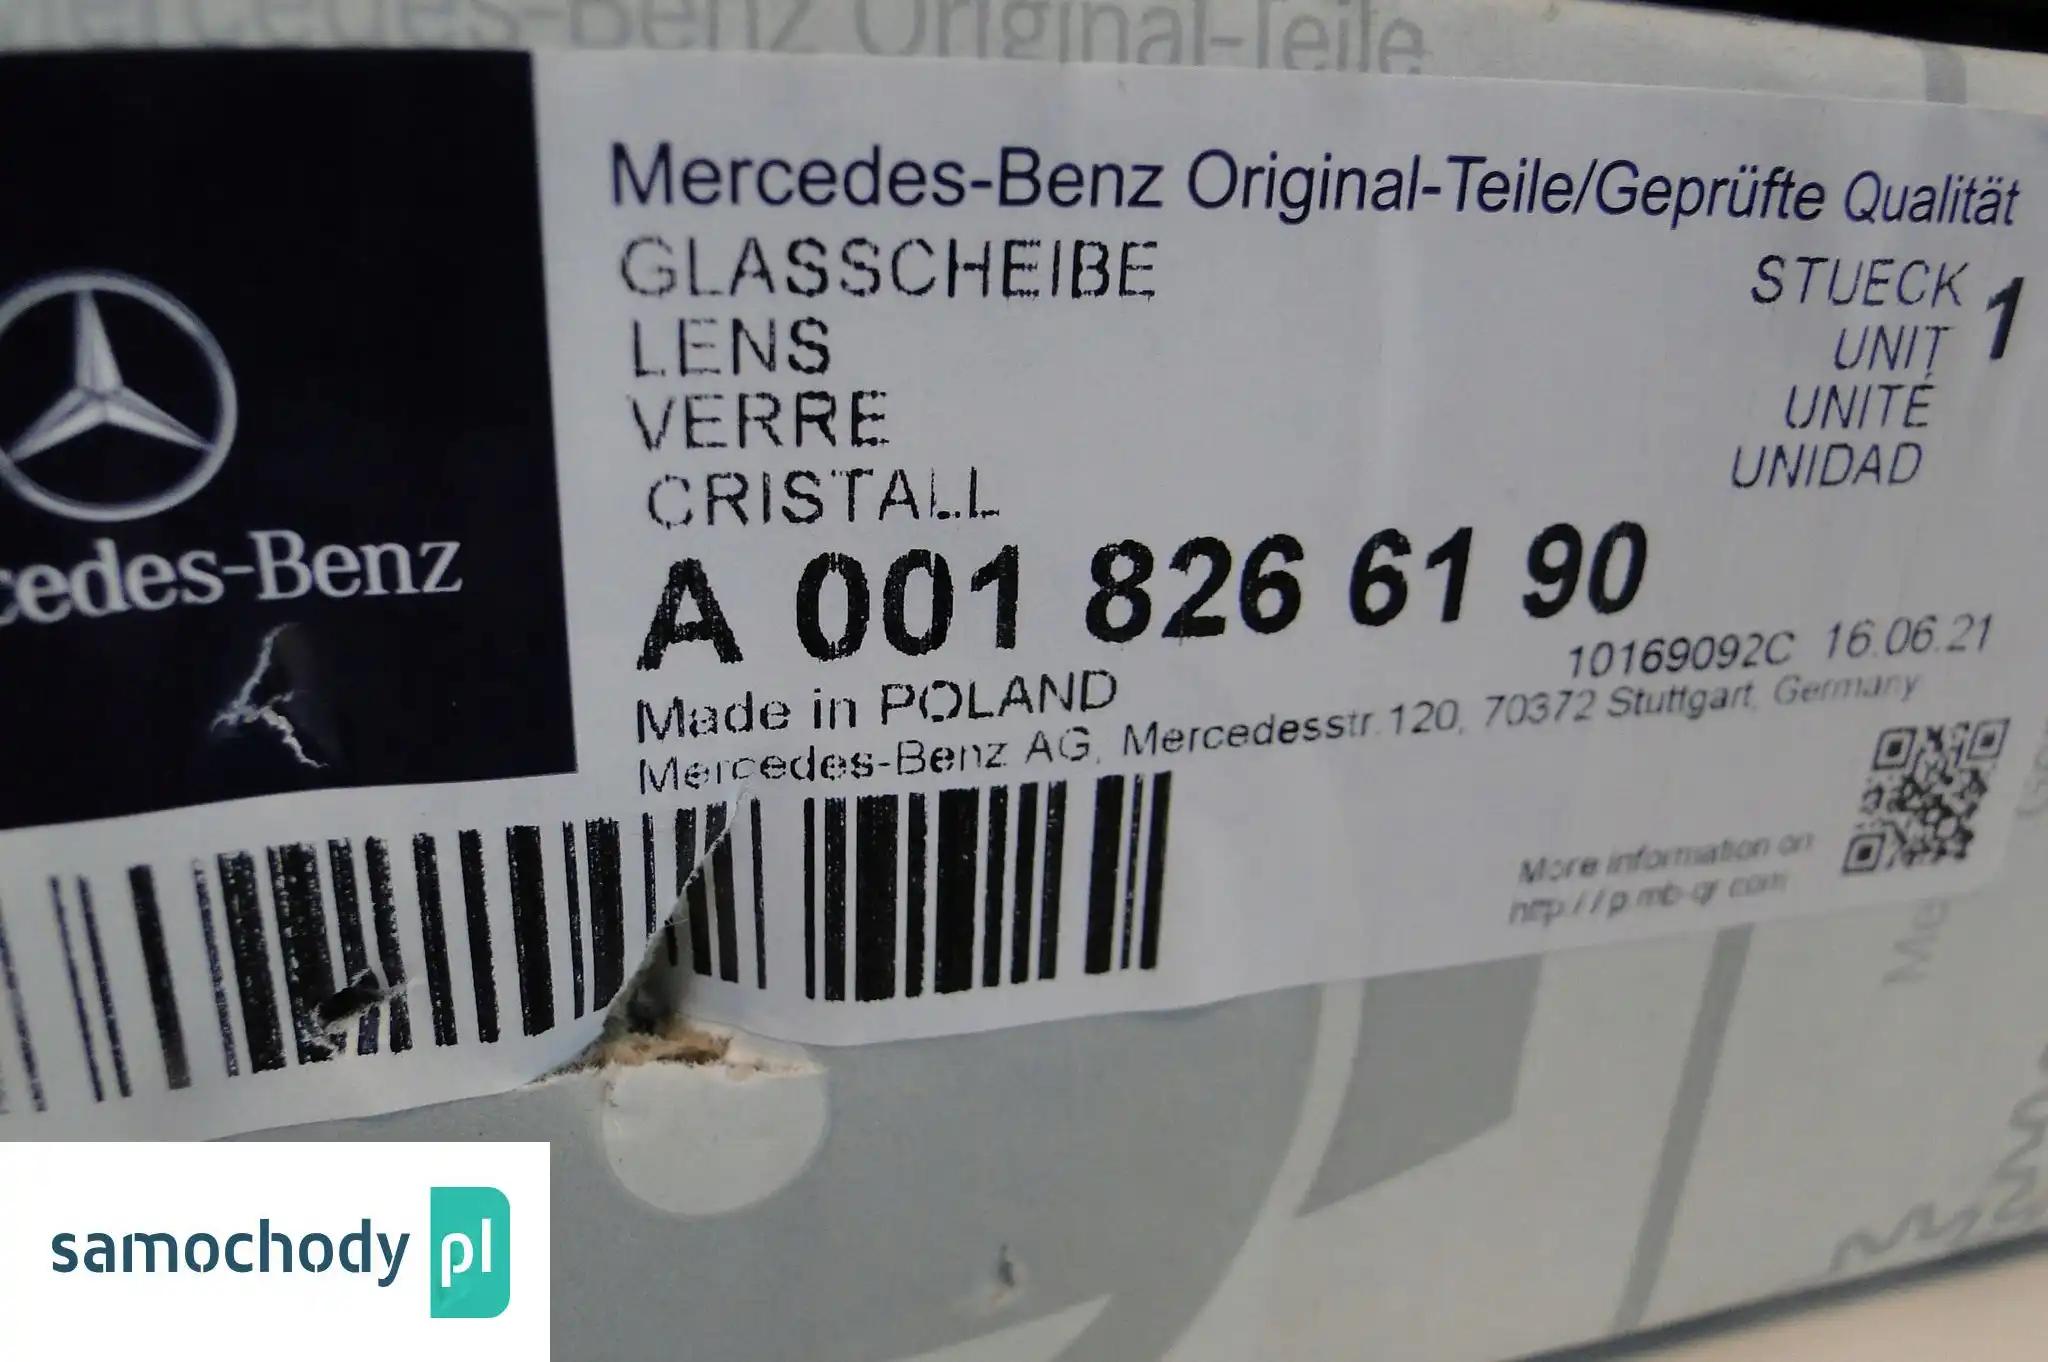 Mercedes-Benz Original-Teile
Mercedes-Benz Original-Teile/Geprüfte Qualität
GLASSCHEIBE
LENS
VERRE
CRISTALL
STUECK 1
UNIT
UNITÉ
UNIDAD
cedes-Benz
A 001 826 61 90
10169092C 16.06.21
Made in POLAND
Mercedes-Benz AG, Mercedesstr.120, 70372 Stuttgart, Germany
More information on
http://p.mb-qr.com
samochody pl